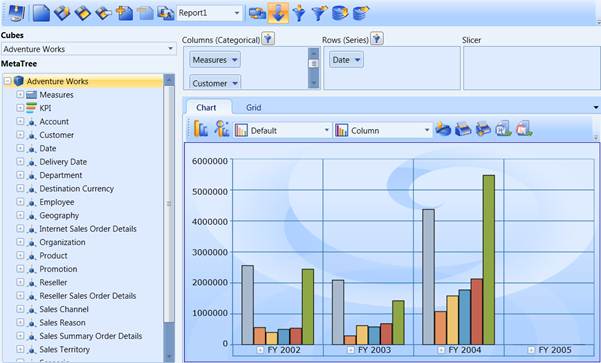 Report1
Cubes
Adventure Works
MetaTree
Adventure Works
Measures
KPI
Account
Customer
Date
Delivery Date
Department
Destination Currency
Employee
Geography
Internet Sales Order Details
Organization
Product
Promotion
Reseller
Reseller Sales Order Details
Sales Channel
Sales Reason
Sales Summary Order Details
Sales Territory
Columns (Categorical)
Measures
Customer
Rows (Series)
Date
Slicer
Chart Grid
Default Column
6000000
5000000
4000000
3000000
2000000
1000000
0
FY 2002 FY 2003 FY 2004 FY 2005